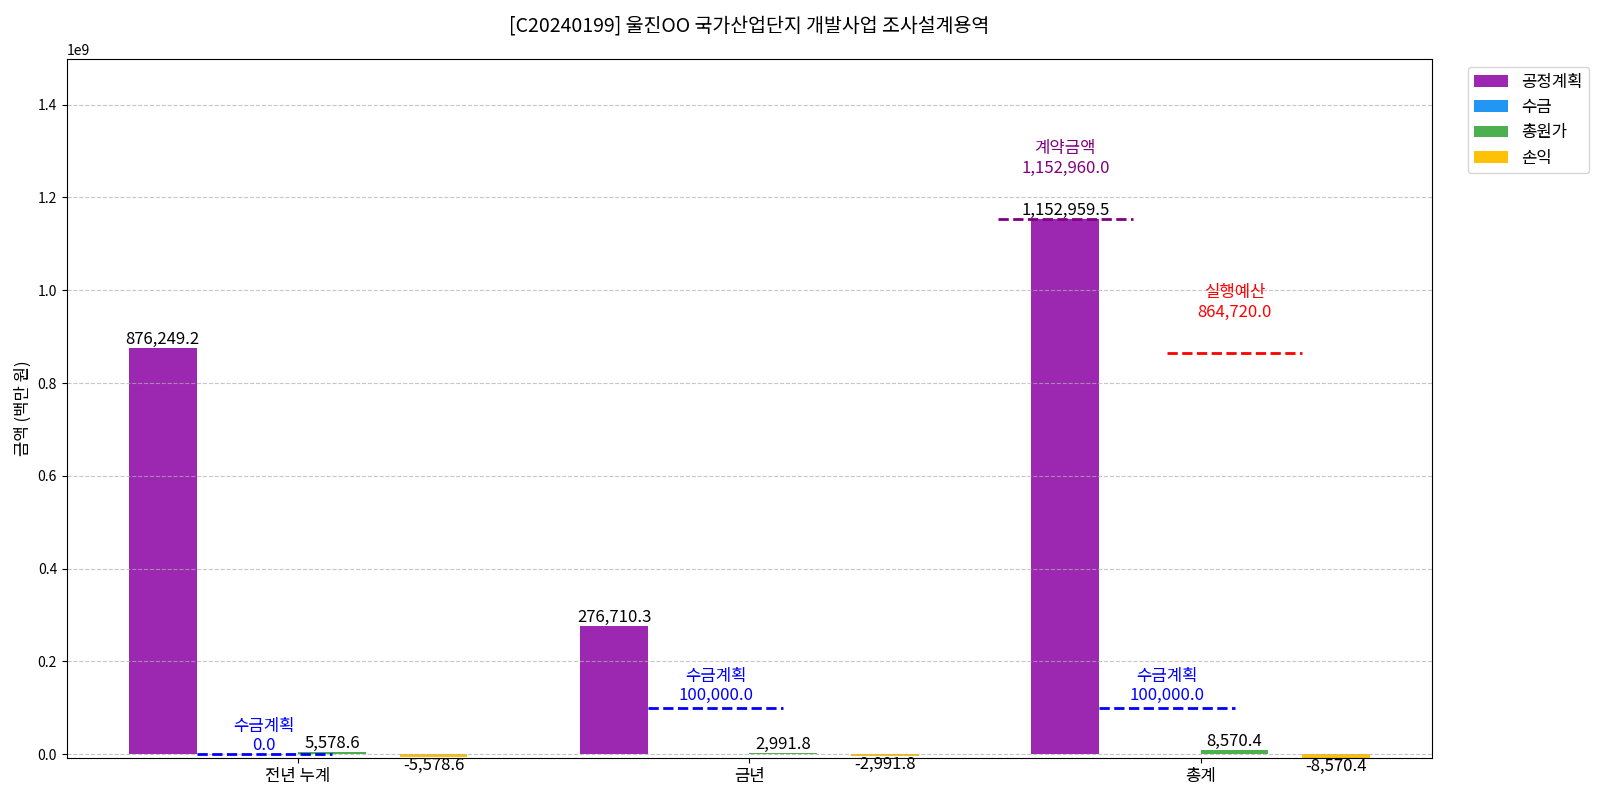 [C20240199] 울진OO 국가산업단지 개발사업 조사설계용역
1e9
1.4
1.2
1.0
0.8
0.6
0.4
0.2
0.0
금액 (백만 원)
876,249.2
수금계획
0.0
5,578.6
-5,578.6
전년 누계
276,710.3
수금계획
100,000.0
2,991.8
-2,991.8
금년
계약금액
1,152,960.0
1,152,959.5
실행예산
864,720.0
수금계획
100,000.0
8,570.4
-8,570.4
총계
공정계획
수금
총원가
손익